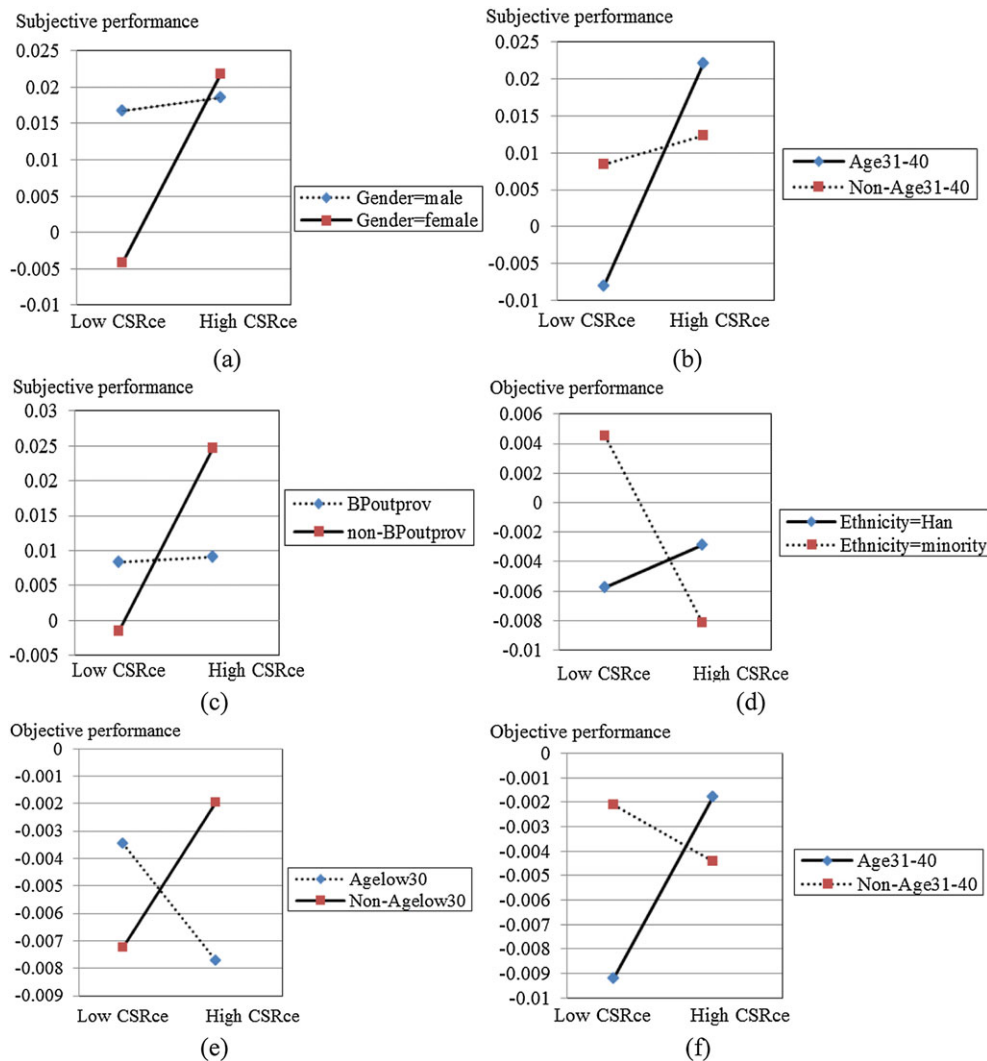 Subjective performance
0.025
0.02
0.015
0.01
0.005
0
-0.005
-0.01
Low CSRce High CSRce
Gender=male
Gender=female
(a)
Subjective performance
0.025
0.02
0.015
0.01
0.005
0
-0.005
-0.01
Low CSRce High CSRce
Age31-40
Non-Age31-40
(b)
Subjective performance
0.03
0.025
0.02
0.015
0.01
0.005
0
-0.005
Low CSRce High CSRce
BPoutprov
non-BPoutprov
(c)
Objective performance
0.006
0.004
0.002
0
-0.002
-0.004
-0.006
-0.008
-0.01
Low CSRce High CSRce
Ethnicity=Han
Ethnicity=minority
(d)
Objective performance
0
-0.001
-0.002
-0.003
-0.004
-0.005
-0.006
-0.007
-0.008
-0.009
Low CSRce High CSRce
Agelow30
Non-Agelow30
(e)
Objective performance
0
-0.001
-0.002
-0.003
-0.004
-0.005
-0.006
-0.007
-0.008
-0.009
-0.01
Low CSRce High CSRce
Age31-40
Non-Age31-40
(f)